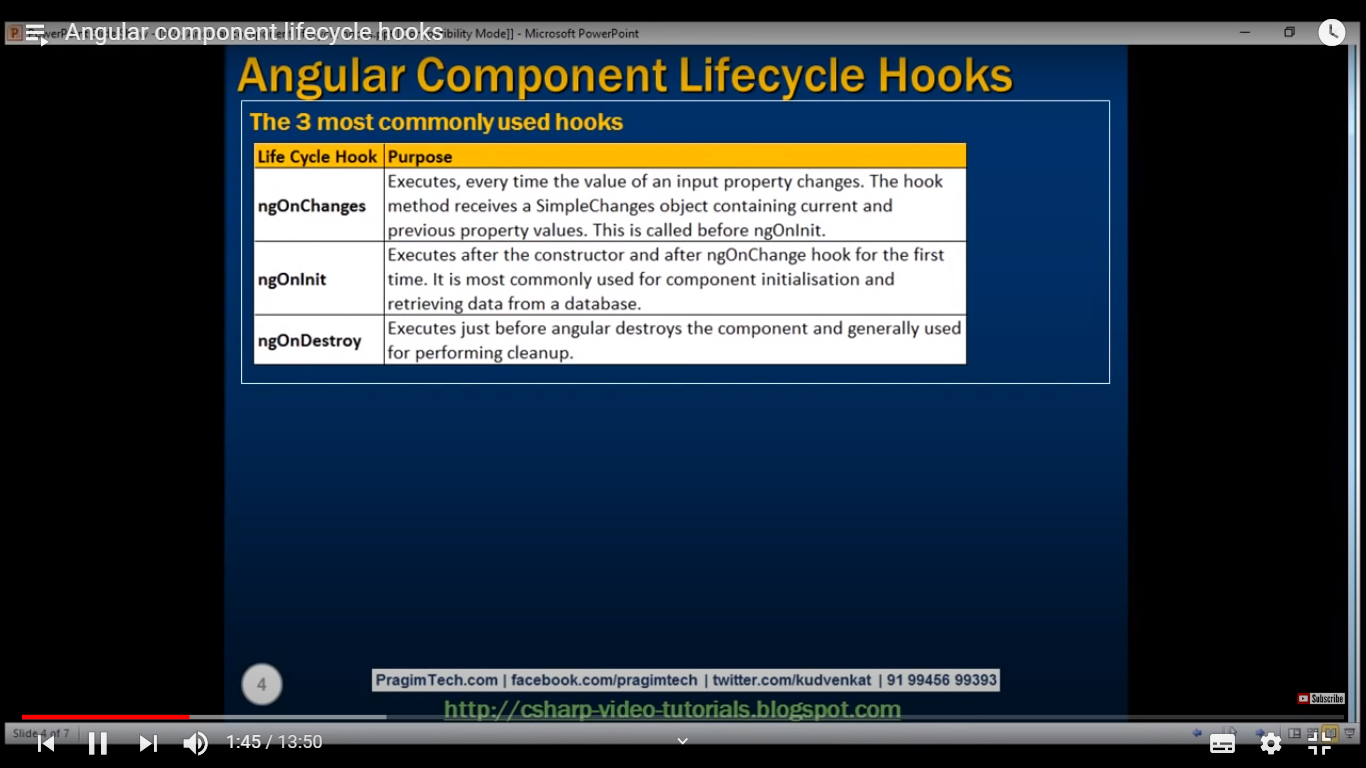 Angular component lifecycle hooks
ibility Mode]] - Microsoft PowerPoint
Angular Component Lifecycle Hooks
The 3 most commonly used hooks
Life Cycle Hook Purpose
ngOnChanges
Executes, every time the value of an input property changes. The hook
method receives a SimpleChanges object containing current and
previous property values. This is called before ngOnInit.
ngOnInit
Executes after the constructor and after ngOnChange hook for the first
time. It is most commonly used for component initialisation and
retrieving data from a database.
ngOnDestroy
Executes just before angular destroys the component and generally used
for performing cleanup.
4
PragimTech.com | facebook.com/pragimtech | twitter.com/kudvenkat | 91 99456 99393
http://csharp-video-tutorials.blogspot.com
Subscribe
Slide 4 of 7
1:45 / 13:50